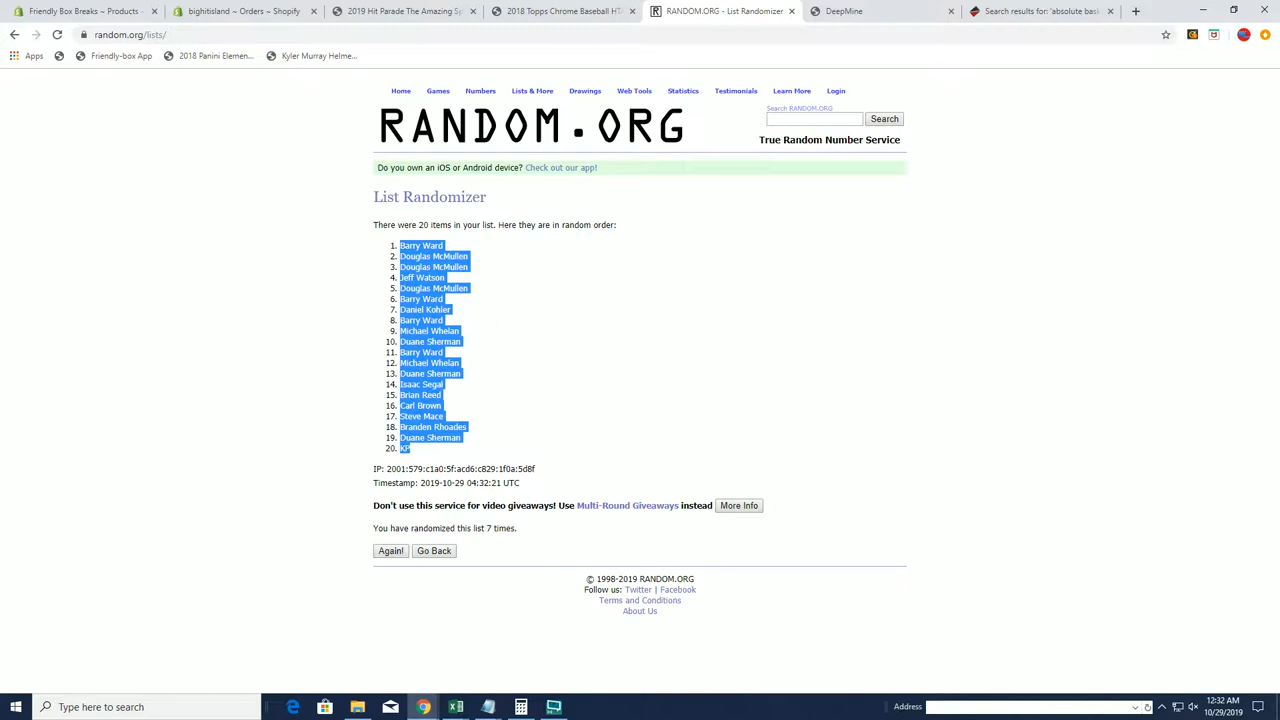 Friendly Box Breaks ~ Products ~
bighitisland ~ Orders ~ Shopify
2019 Hit Parade The Amazing Sp
2018 Topchs Chrome Baseball HTo
RANDOM.ORG - List Randomizer
DeepMine
Search results for: 'absolute bask
random.org/lists/
Apps
Friendly-box App
2018 Panini Elemen...
Kyler Murray Helme...
Home Games Numbers Lists & More Drawings Web Tools Statistics Testimonials Learn More Login
RANDOM.ORG
Search RANDOM.ORG
Search
True Random Number Service
Do you own an iOS or Android device? Check out our app!
List Randomizer
There were 20 items in your list. Here they are in random order:
1. Barry Ward
2. Douglas McMullen
3. Douglas McMullen
4. Jeff Watson
5. Douglas McMullen
6. Barry Ward
7. Daniel Kohler
8. Barry Ward
9. Michael Whelan
10. Duane Sherman
11. Barry Ward
12. Michael Whelan
13. Duane Sherman
14. Isaac Segal
15. Brian Reed
16. Carl Brown
17. Steve Mace
18. Branden Rhoades
19. Duane Sherman
20. KP
IP: 2001:579:c1a0:5f:acd6:c829:1f0a:5d8f
Timestamp: 2019-10-29 04:32:21 UTC
Don't use this service for video giveaways! Use Multi-Round Giveaways instead More Info
You have randomized this list 7 times.
Again! Go Back
© 1998-2019 RANDOM.ORG
Follow us: Twitter | Facebook
Terms and Conditions
About Us
Type here to search
Address
12:32 AM
10/29/2019